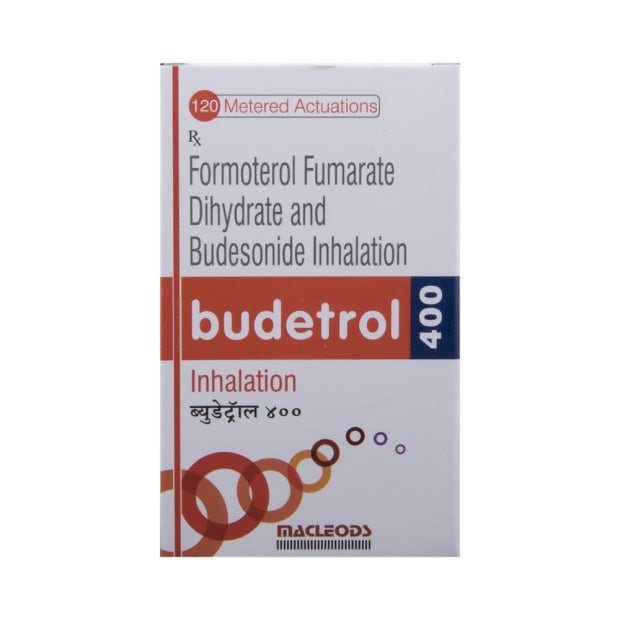 120 Metered Actuations
Rx
Formoterol Fumarate
Dihydrate and
Budesonide Inhalation
budetrol 400
Inhalation
ब्युडेट्रॉल ४००
MACLEODS